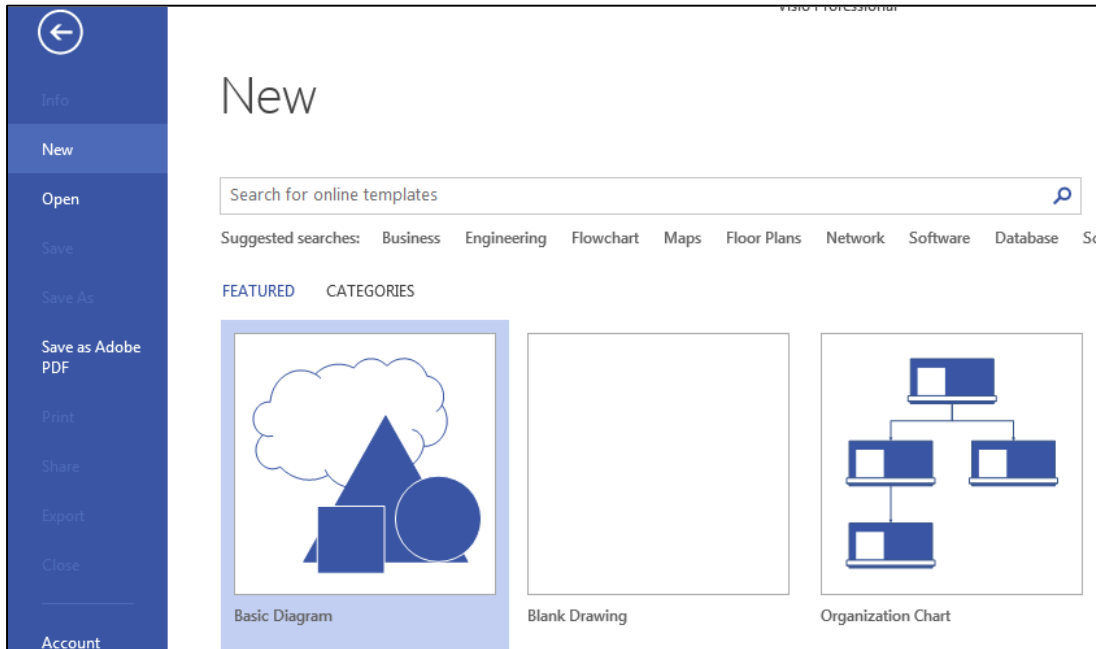 Visio Professional
Info
New
Open
Save
Save As
Save as Adobe
PDF
Print
Share
Export
Close
Account
New
Search for online templates
Suggested searches: Business Engineering Flowchart Maps Floor Plans Network Software Database
FEATURED CATEGORIES
Basic Diagram Blank Drawing Organization Chart